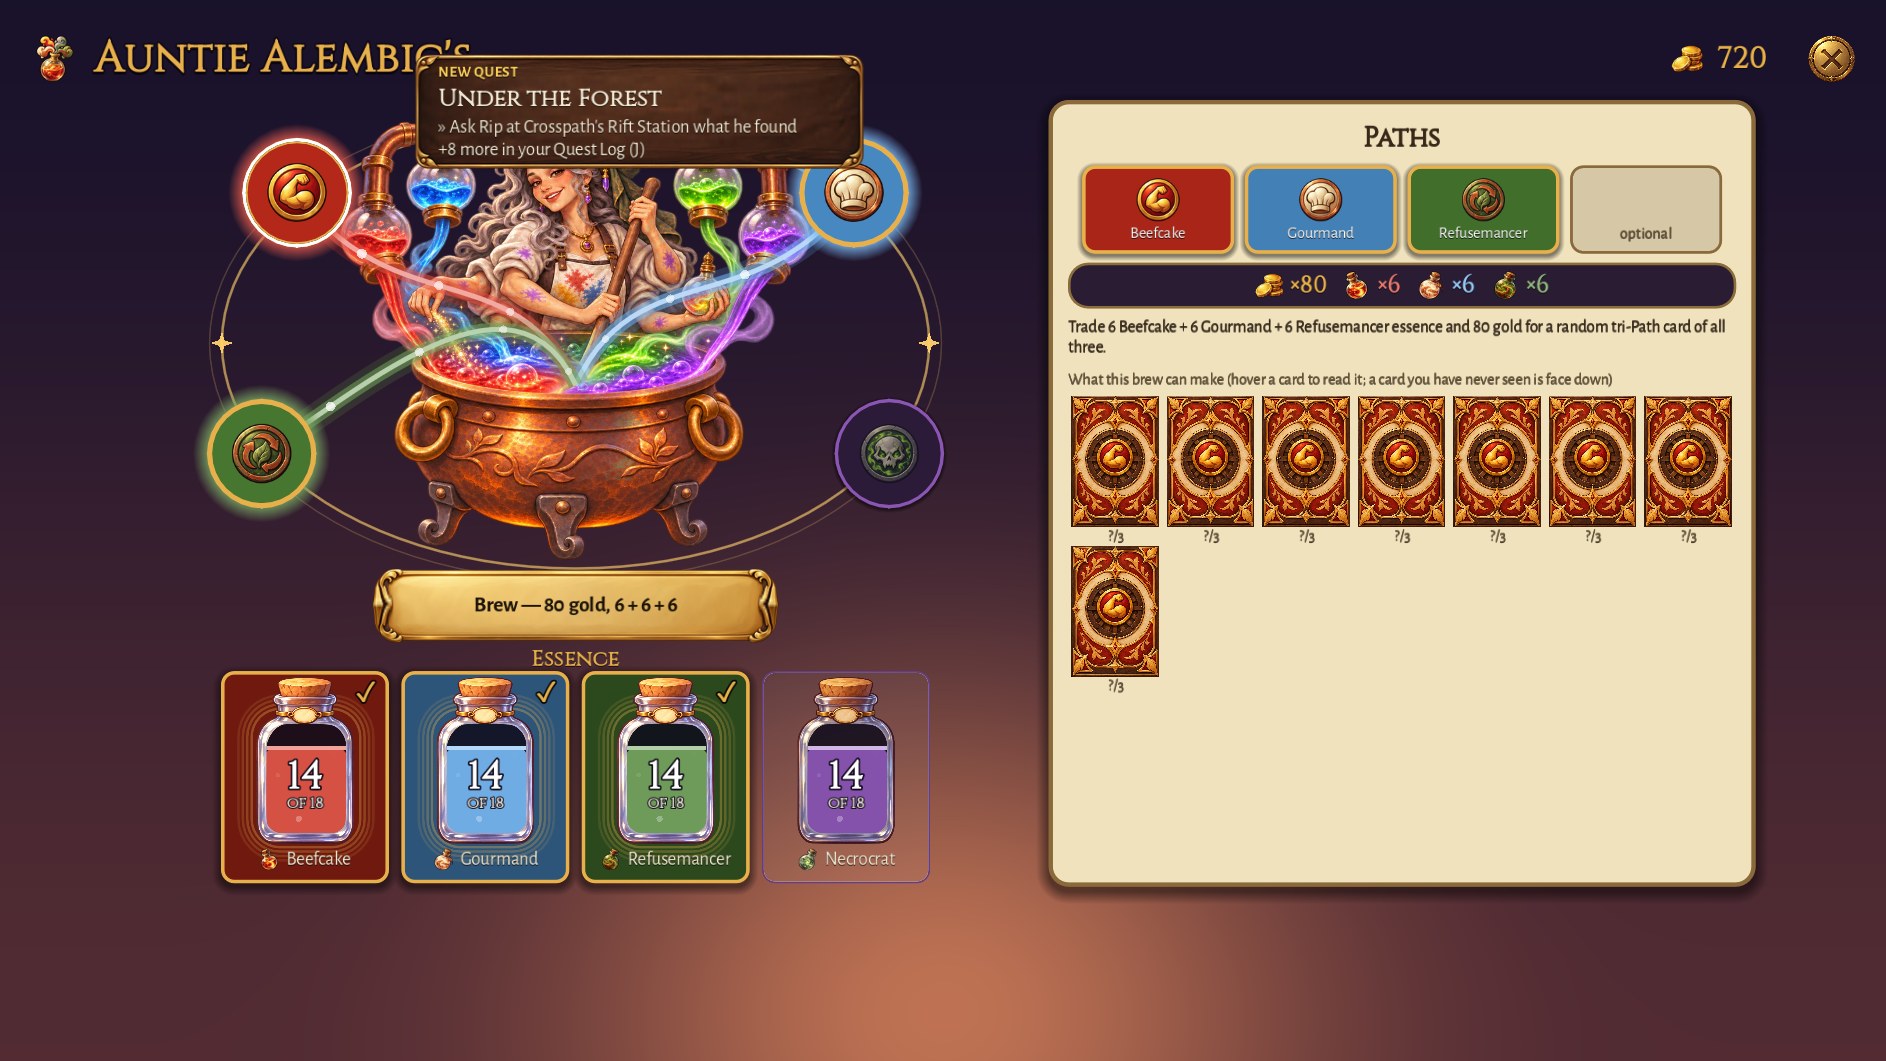 AUNTIE ALEMBIC'S
NEW QUEST
UNDER THE FOREST
» Ask Rip at Crosspath's Rift Station what he found
+8 more in your Quest Log (J)
720
PATHS
Beefcake
Gourmand
Refusemancer
optional
×80 ×6 ×6 ×6
Trade 6 Beefcake + 6 Gourmand + 6 Refusemancer essence and 80 gold for a random tri-Path card of all
three.
What this brew can make (hover a card to read it; a card you have never seen is face down)
?/3 ?/3 ?/3 ?/3 ?/3 ?/3 ?/3
?/3
Brew — 80 gold, 6 + 6 + 6
ESSENCE
14
OF 18
Beefcake
14
OF 18
Gourmand
14
OF 18
Refusemancer
14
OF 18
Necrocrat